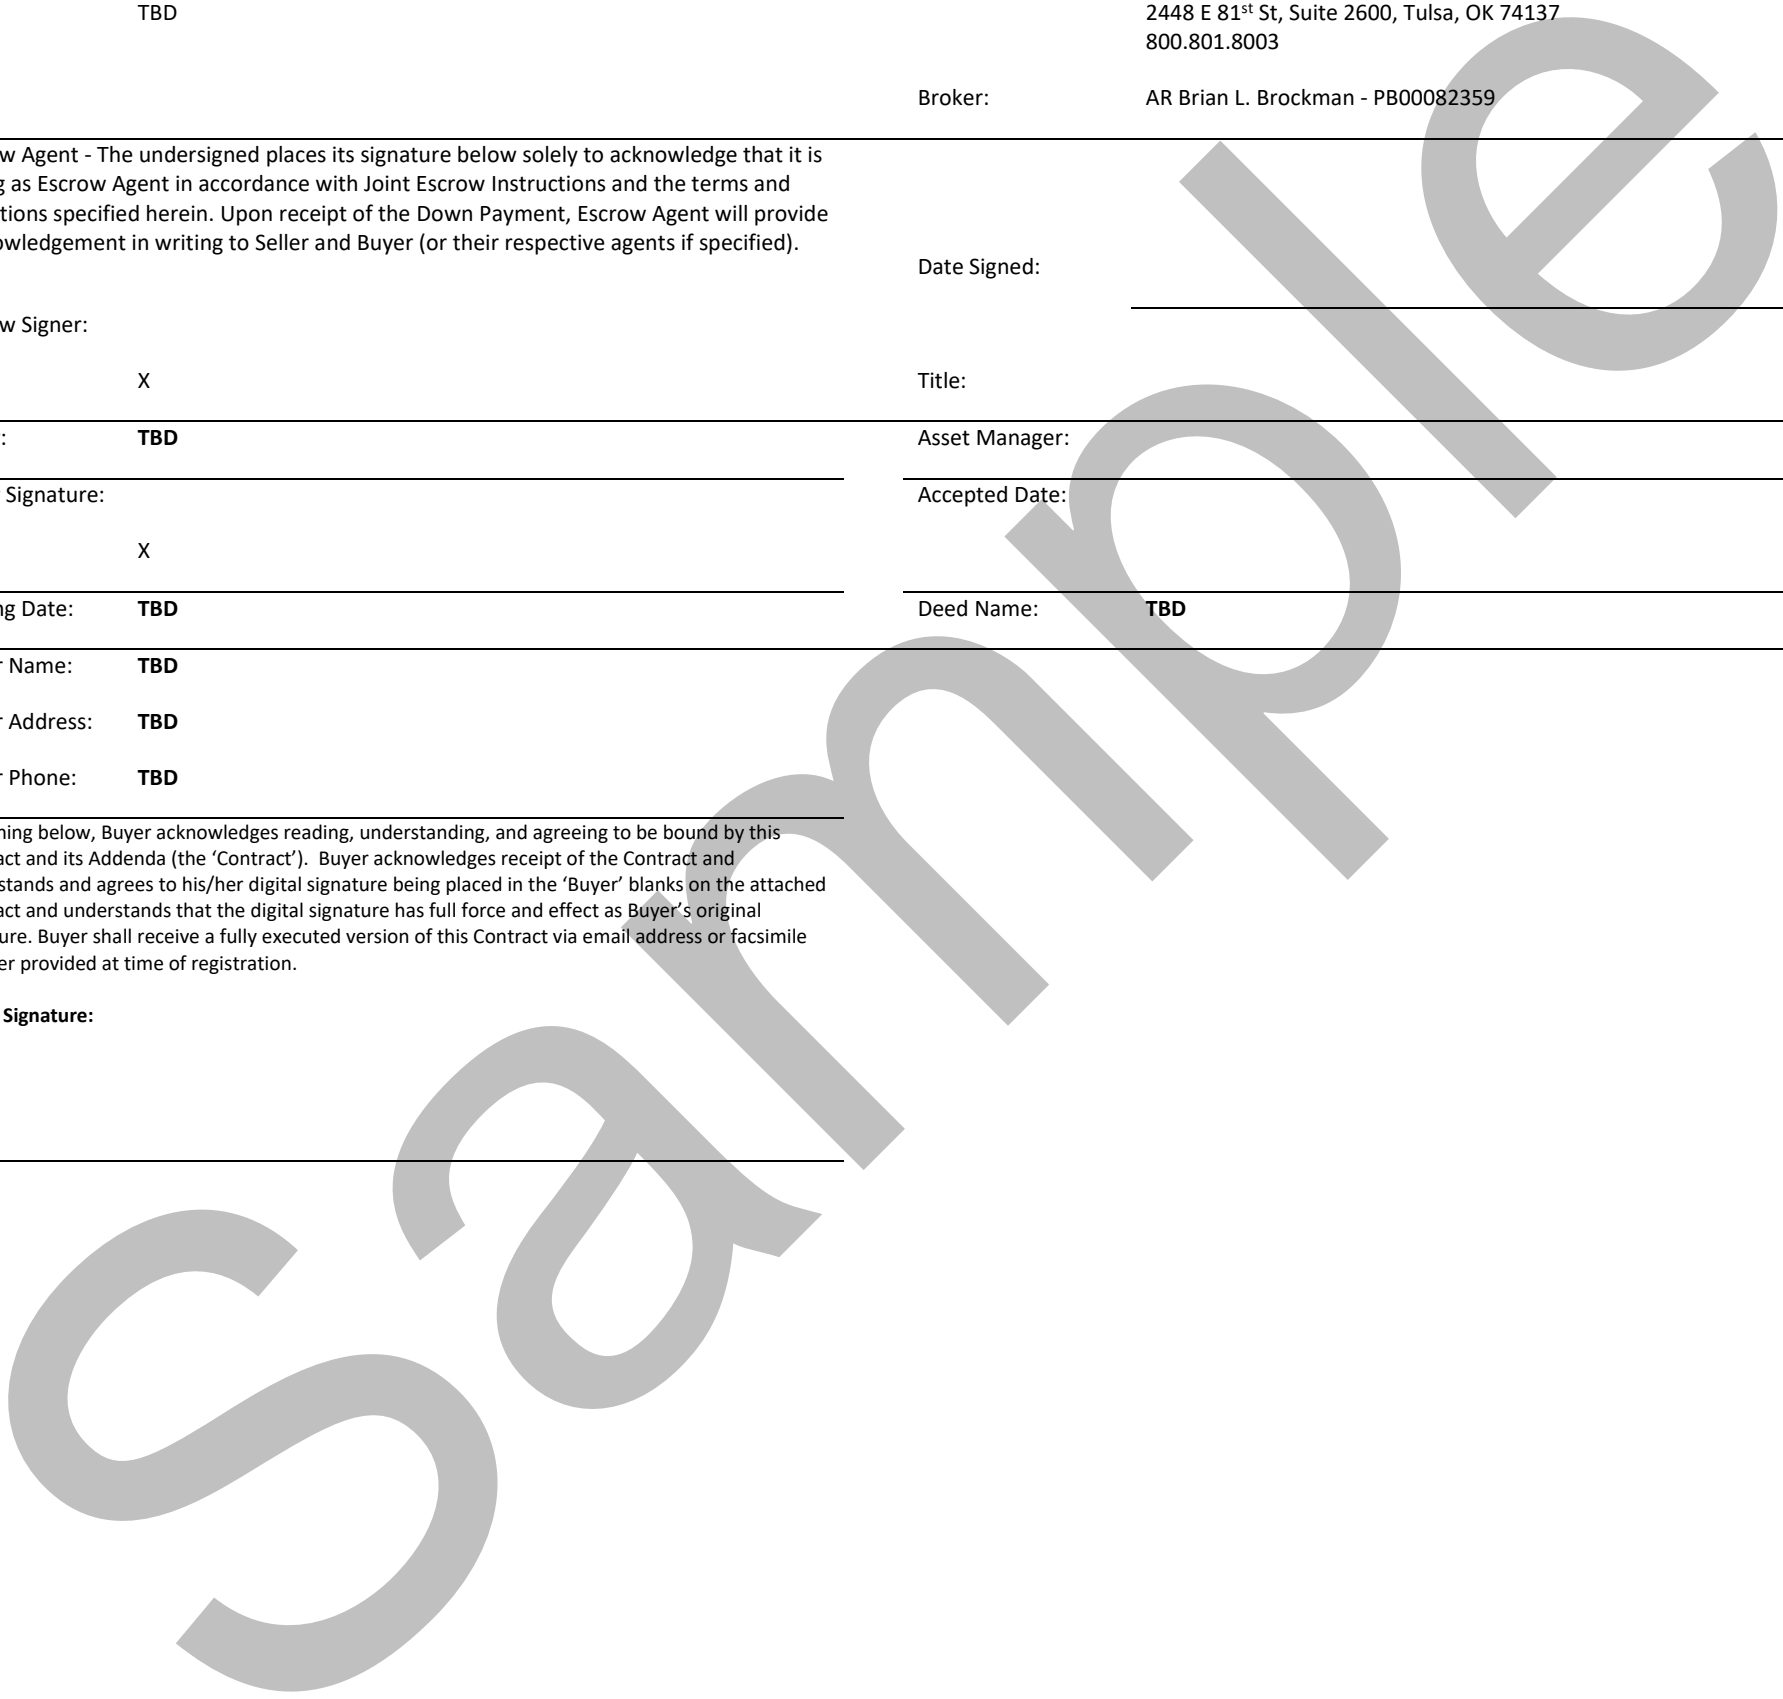 TBD 2448 E 81st St, Suite 2600, Tulsa, OK 74137
800.801.8003
Broker: AR Brian L. Brockman - PB00082359
w Agent - The undersigned places its signature below solely to acknowledge that it is
g as Escrow Agent in accordance with Joint Escrow Instructions and the terms and
tions specified herein. Upon receipt of the Down Payment, Escrow Agent will provide
owledgement in writing to Seller and Buyer (or their respective agents if specified).
Date Signed:
w Signer:
X Title:
: TBD Asset Manager:
Signature: Accepted Date:
X
ng Date: TBD Deed Name: TBD
r Name: TBD
r Address: TBD
r Phone: TBD
ning below, Buyer acknowledges reading, understanding, and agreeing to be bound by this
act and its Addenda (the ‘Contract’). Buyer acknowledges receipt of the Contract and
stands and agrees to his/her digital signature being placed in the ‘Buyer’ blanks on the attached
act and understands that the digital signature has full force and effect as Buyer’s original
ure. Buyer shall receive a fully executed version of this Contract via email address or facsimile
er provided at time of registration.
Signature:
Sample